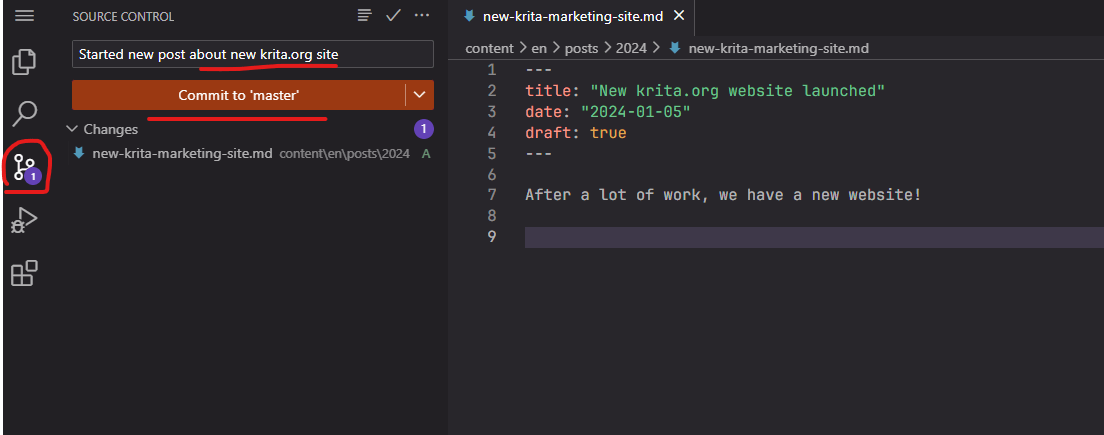 SOURCE CONTROL
Started new post about new krita.org site
Commit to 'master'
Changes 1
new-krita-marketing-site.md content\en\posts\2024 A
1
new-krita-marketing-site.md
content > en > posts > 2024 > new-krita-marketing-site.md
1 ---
2 title: "New krita.org website launched"
3 date: "2024-01-05"
4 draft: true
5 ---
6
7 After a lot of work, we have a new website!
8
9